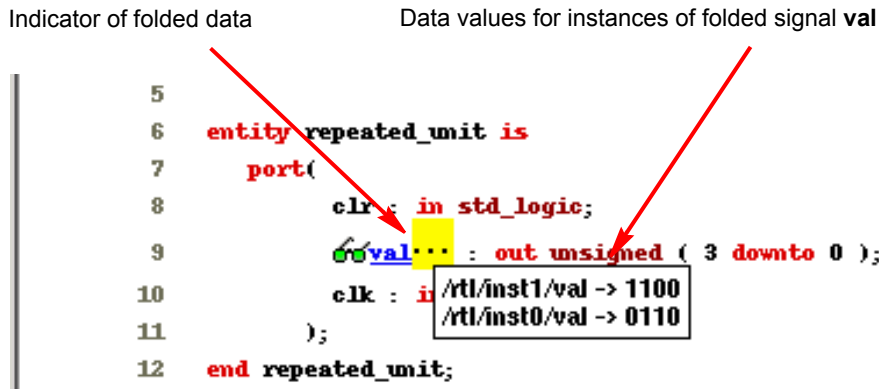 Indicator of folded data
Data values for instances of folded signal val
5
6 entity repeated_unit is
7 port(
8 clr : in std_logic;
9 val... : out unsigned ( 3 downto 0 );
10 clk : i
/rtl/inst1/val -> 1100
/rtl/inst0/val -> 0110
11 );
12 end repeated_unit;